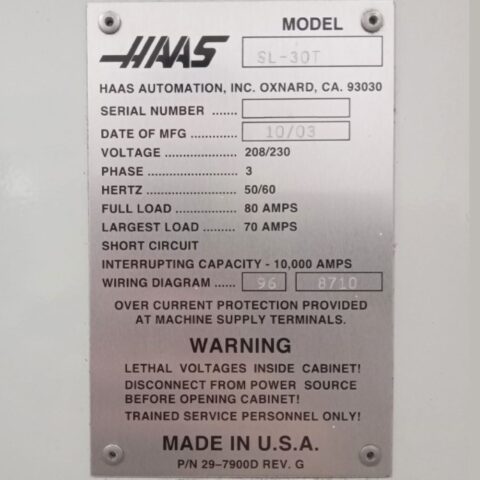 MODEL
HAAS SL-30T
HAAS AUTOMATION, INC. OXNARD, CA. 93030
SERIAL NUMBER .......
DATE OF MFG ............ 10/03
VOLTAGE .................. 208/230
PHASE ...................... 3
HERTZ ...................... 50/60
FULL LOAD ................ 80 AMPS
LARGEST LOAD ......... 70 AMPS
SHORT CIRCUIT
INTERRUPTING CAPACITY - 10,000 AMPS
WIRING DIAGRAM ...... 96 8710
OVER CURRENT PROTECTION PROVIDED
AT MACHINE SUPPLY TERMINALS.
WARNING
LETHAL VOLTAGES INSIDE CABINET!
DISCONNECT FROM POWER SOURCE
BEFORE OPENING CABINET!
TRAINED SERVICE PERSONNEL ONLY!
MADE IN U.S.A.
P/N 29-7900D REV. G